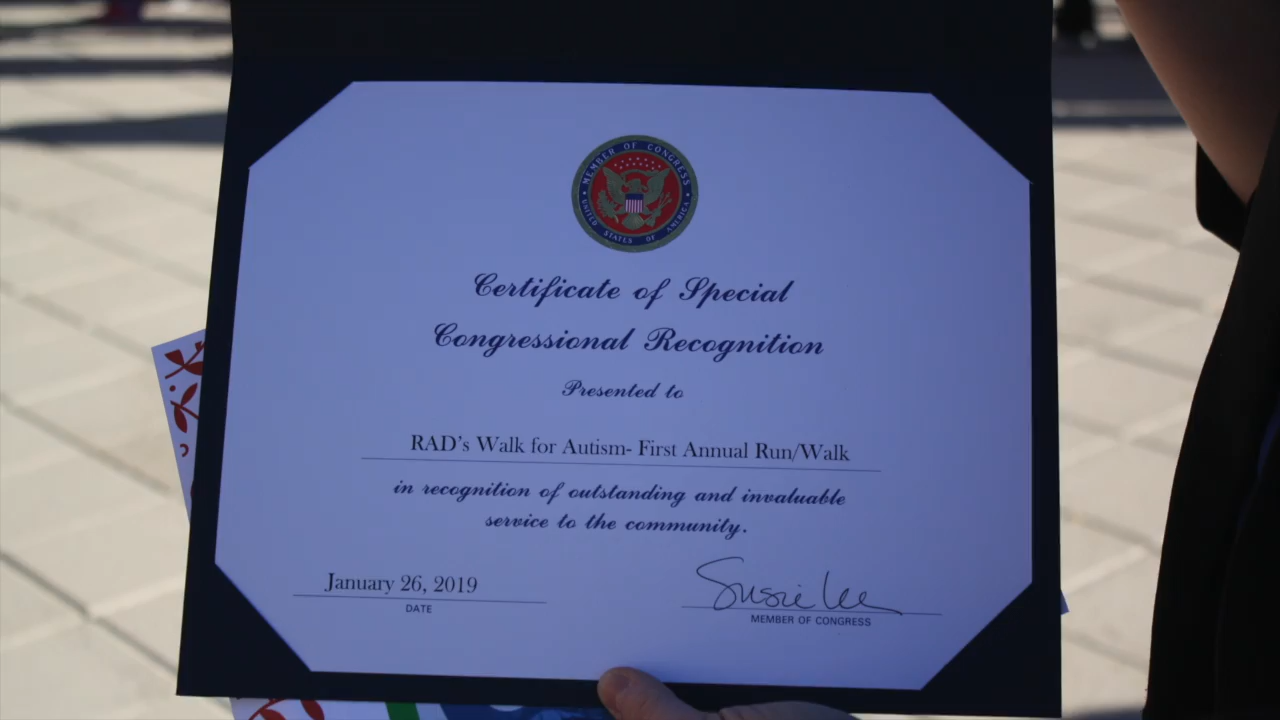 MEMBER OF CONGRESS
UNITED STATES OF AMERICA
Certificate of Special
Congressional Recognition
Presented to
RAD's Walk for Autism- First Annual Run/Walk
in recognition of outstanding and invaluable
service to the community.
January 26, 2019
Susie Lee
DATE
MEMBER OF CONGRESS